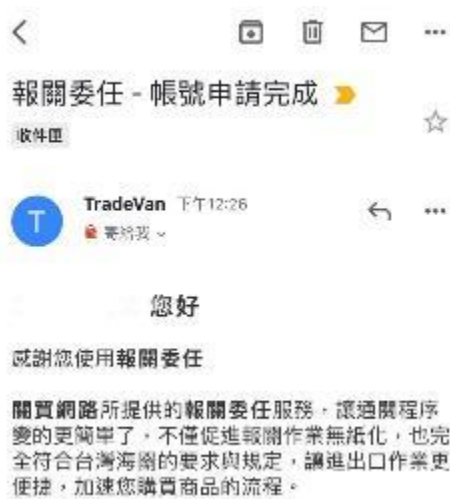 報關委任 - 帳號申請完成
收件匣
T
TradeVan 下午12:26
寄給我
您好
感謝您使用報關委任
關貿網路所提供的報關委任服務，讓通關程序
變的更簡單了，不僅促進報關作業無紙化，也完
全符合台灣海關的要求與規定，讓進出口作業更
便捷，加速您購買商品的流程。